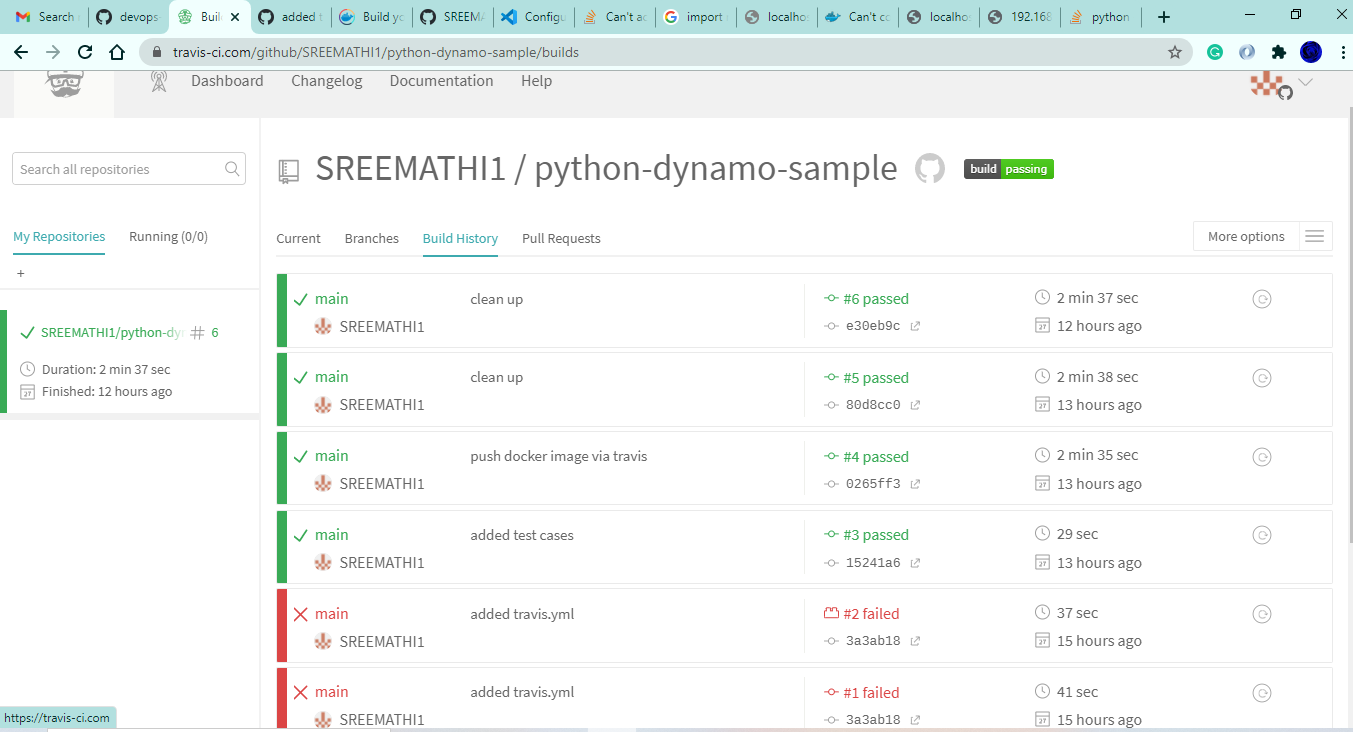 Search
devops-
Buil
added t
Build yo
SREEMA
Configu
Can't ac
import
localhos
Can't co
localhos
192.168
python
travis-ci.com/github/SREEMATHI1/python-dynamo-sample/builds
Dashboard Changelog Documentation Help
Search all repositories
SREEMATHI1 / python-dynamo-sample build passing
My Repositories Running (0/0)
+
Current Branches Build History Pull Requests More options
SREEMATHI1/python-dyn # 6
Duration: 2 min 37 sec
Finished: 12 hours ago
main clean up #6 passed 2 min 37 sec
SREEMATHI1 e30eb9c 12 hours ago
main clean up #5 passed 2 min 38 sec
SREEMATHI1 80d8cc0 13 hours ago
main push docker image via travis #4 passed 2 min 35 sec
SREEMATHI1 0265ff3 13 hours ago
main added test cases #3 passed 29 sec
SREEMATHI1 15241a6 13 hours ago
main added travis.yml #2 failed 37 sec
SREEMATHI1 3a3ab18 15 hours ago
main added travis.yml #1 failed 41 sec
SREEMATHI1 3a3ab18 15 hours ago
https://travis-ci.com